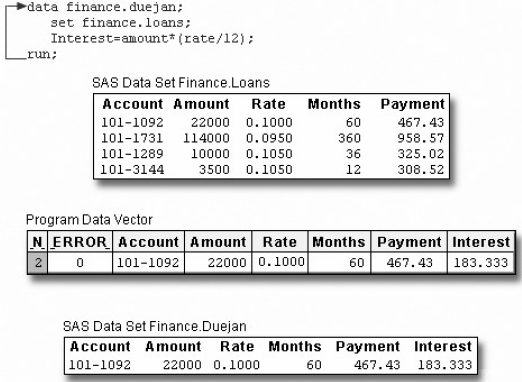 data finance.duejan;
set finance.loans;
Interest=amount*(rate/12);
run;
SAS Data Set Finance.Loans
Account Amount Rate Months Payment
101-1092 22000 0.1000 60 467.43
101-1731 114000 0.0950 360 958.57
101-1289 10000 0.1050 36 325.02
101-3144 3500 0.1050 12 308.52
Program Data Vector
_N_ _ERROR_ Account Amount Rate Months Payment Interest
2 0 101-1092 22000 0.1000 60 467.43 183.333
SAS Data Set Finance.Duejan
Account Amount Rate Months Payment Interest
101-1092 22000 0.1000 60 467.43 183.333